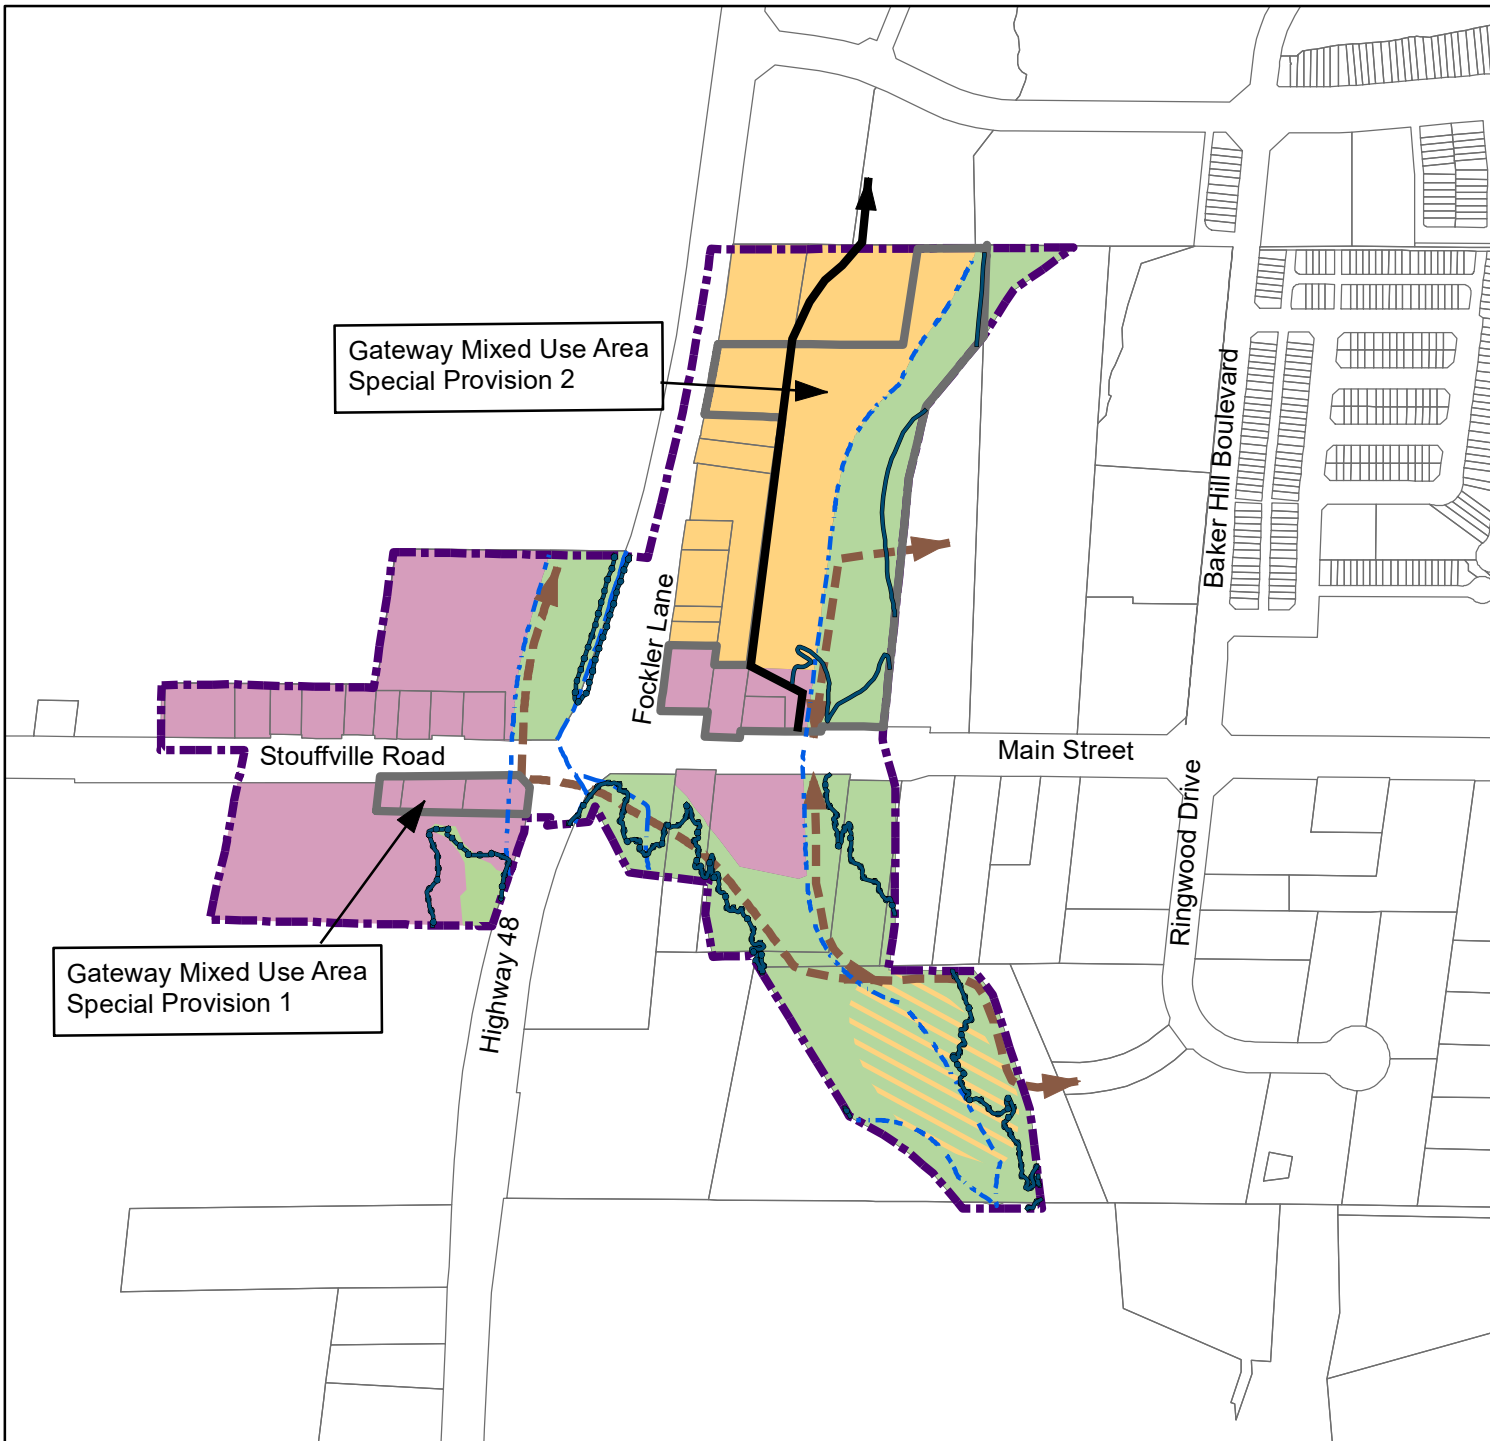 Gateway Mixed Use Area
Special Provision 2
Baker Hill Boulevard
Fockler Lane
Stouffville Road
Main Street
Ringwood Drive
Highway 48
Gateway Mixed Use Area
Special Provision 1